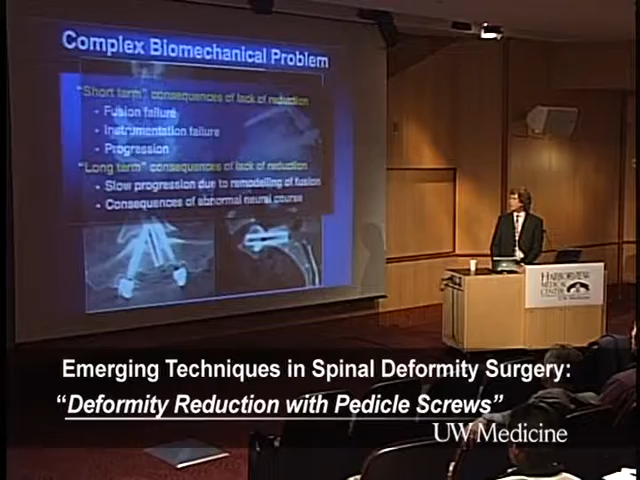 Complex Biomechanical Problem
"Short term" consequences of lack of reduction
• Fusion failure
• Instrumentation failure
• Progression
"Long term" consequences of lack of reduction
• Slow progression due to remodelling of fusion
• Consequences of abnormal neural course
HARBORVIEW
MEDICAL
CENTER
UW Medicine
Emerging Techniques in Spinal Deformity Surgery:
“Deformity Reduction with Pedicle Screws”
UW Medicine